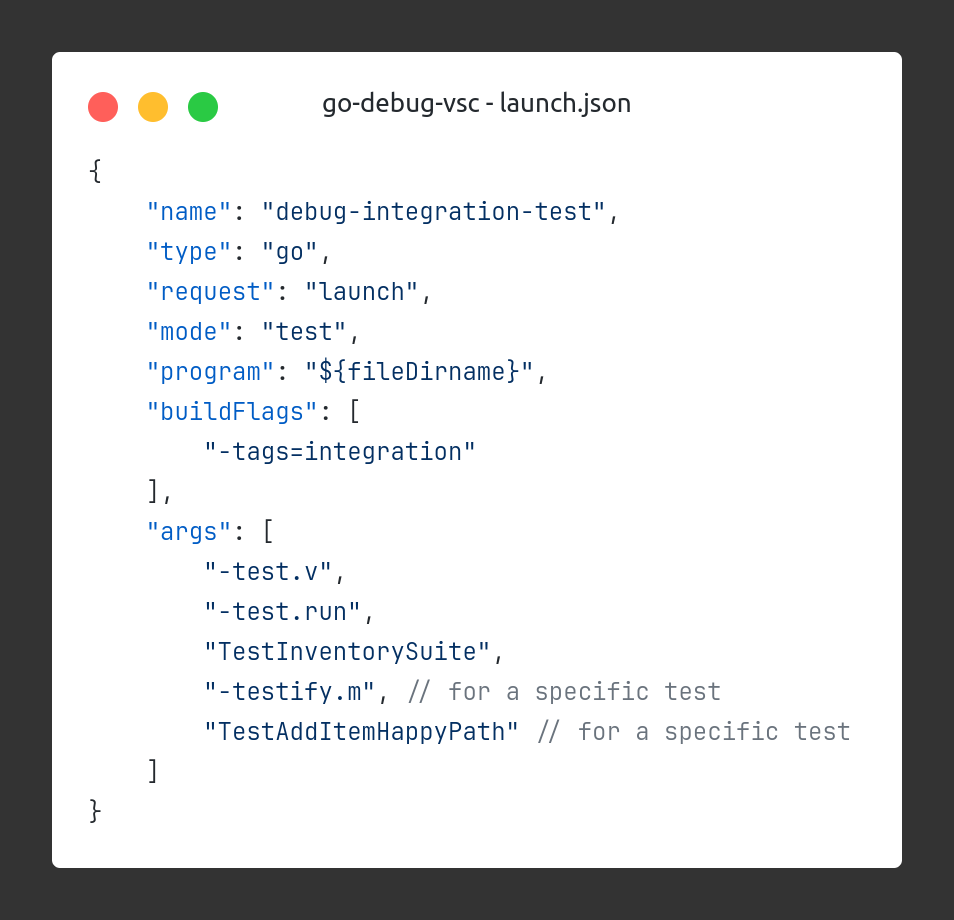 go-debug-vsc - launch.json
{
    "name": "debug-integration-test",
    "type": "go",
    "request": "launch",
    "mode": "test",
    "program": "${fileDirname}",
    "buildFlags": [
        "-tags=integration"
    ],
    "args": [
        "-test.v",
        "-test.run",
        "TestInventorySuite",
        "-testify.m", // for a specific test
        "TestAddItemHappyPath" // for a specific test
    ]
}